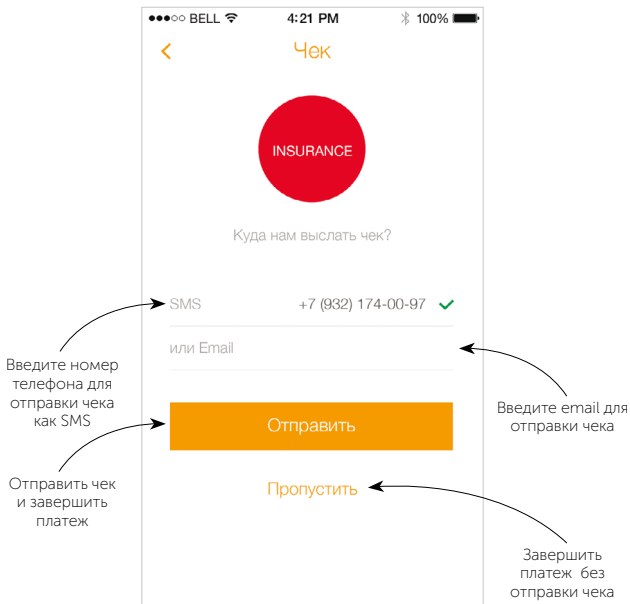 BELL 4:21 PM 100%
Чек
INSURANCE
Куда нам выслать чек?
SMS +7 (932) 174-00-97
или Email
Введите номер
телефона для
отправки чека
как SMS
Введите email для
отправки чека
Отправить
Отправить чек
и завершить
платеж
Пропустить
Завершить
платеж без
отправки чека